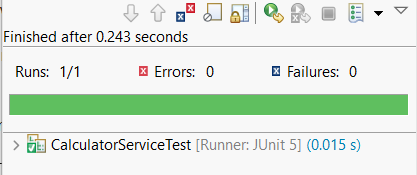 Finished after 0.243 seconds
Runs: 1/1 Errors: 0 Failures: 0
CalculatorServiceTest [Runner: JUnit 5] (0.015 s)